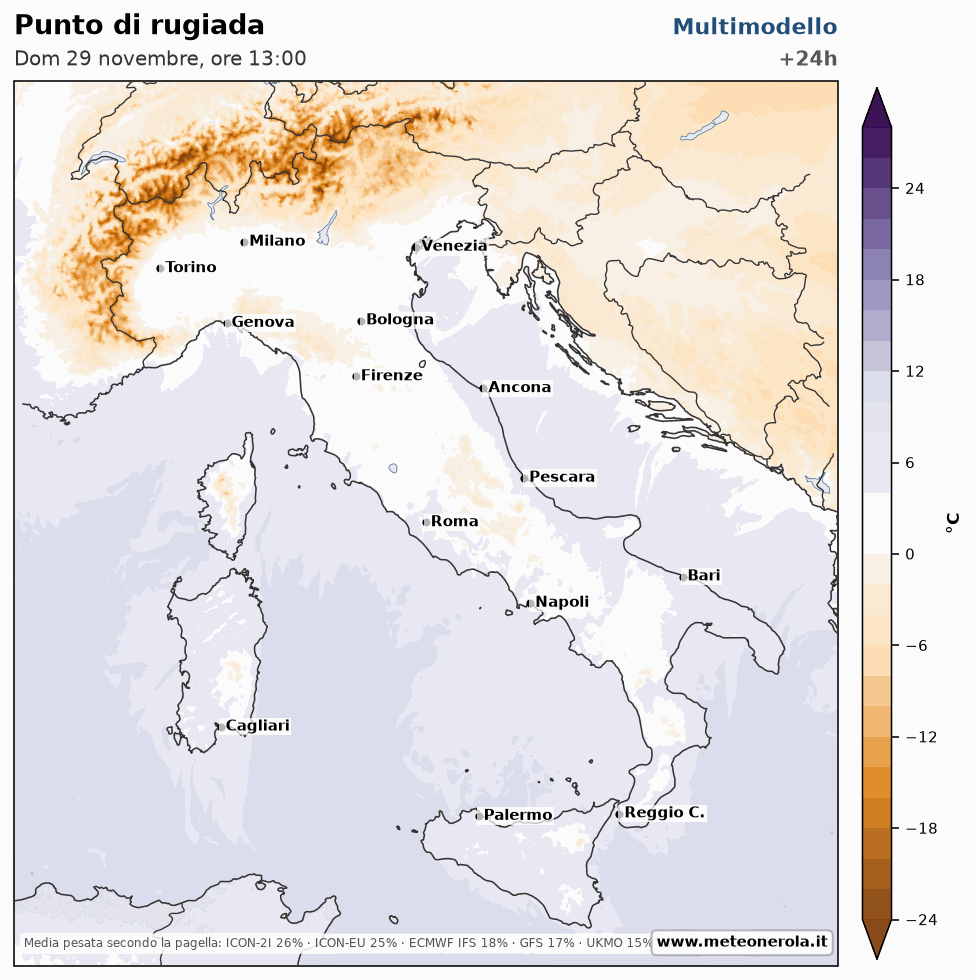 Punto di rugiada
Multimodello
Dom 29 novembre, ore 13:00
+24h
Milano
Venezia
Torino
Genova
Bologna
Firenze
Ancona
Pescara
Roma
Bari
Napoli
Cagliari
Palermo
Reggio C.
24
18
12
6
0
−6
−12
−18
−24
°C
Media pesata secondo la pagella: ICON-2I 26% · ICON-EU 25% · ECMWF IFS 18% · GFS 17% · UKMO 15%
www.meteonerola.it